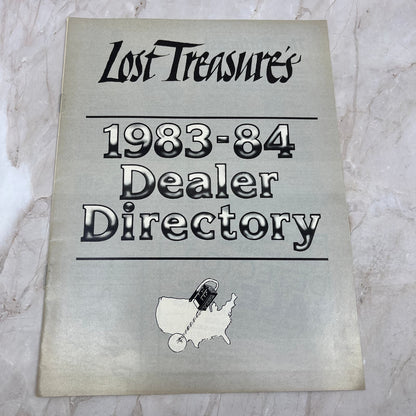 Lost Treasure's
1983-84
Dealer
Directory